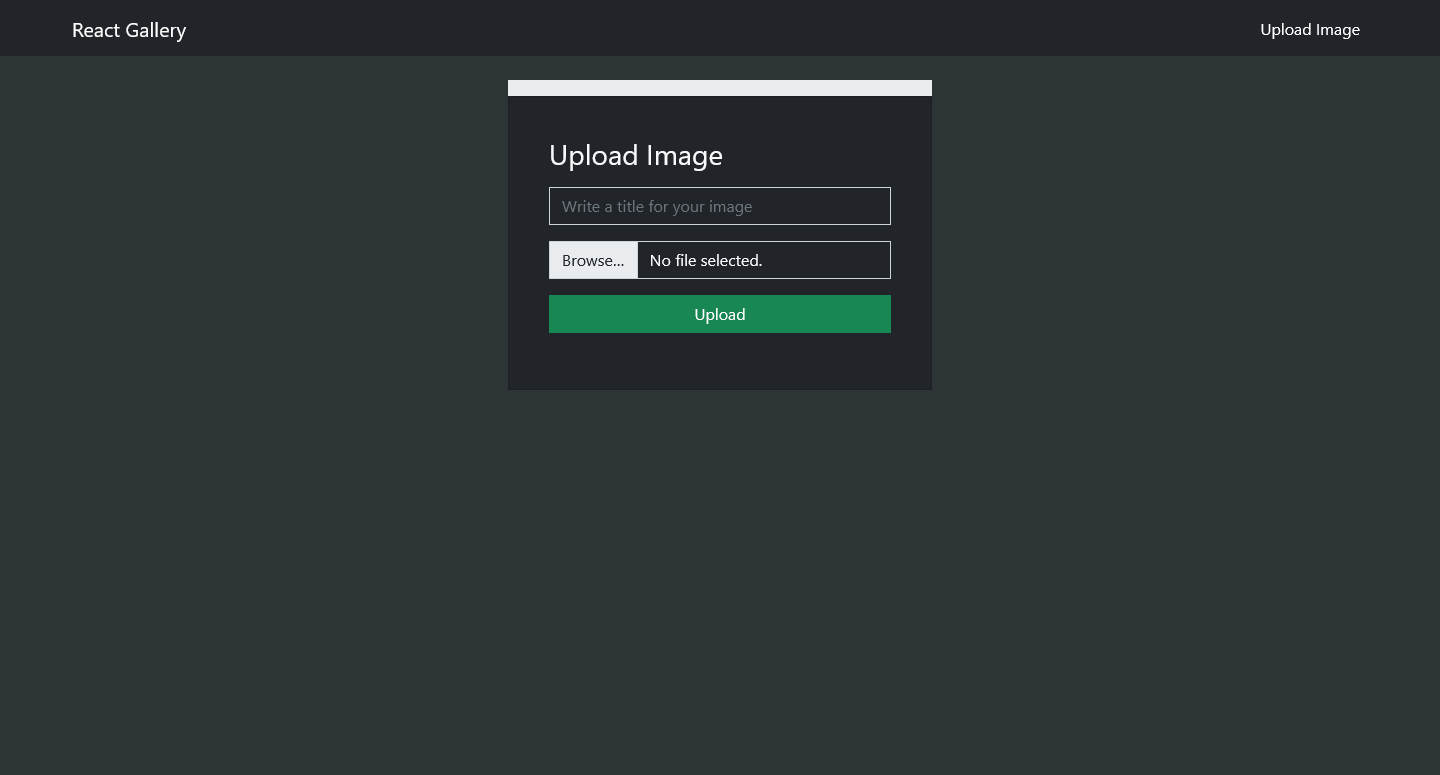 React Gallery
Upload Image
Upload Image
Write a title for your image
Browse...
No file selected.
Upload